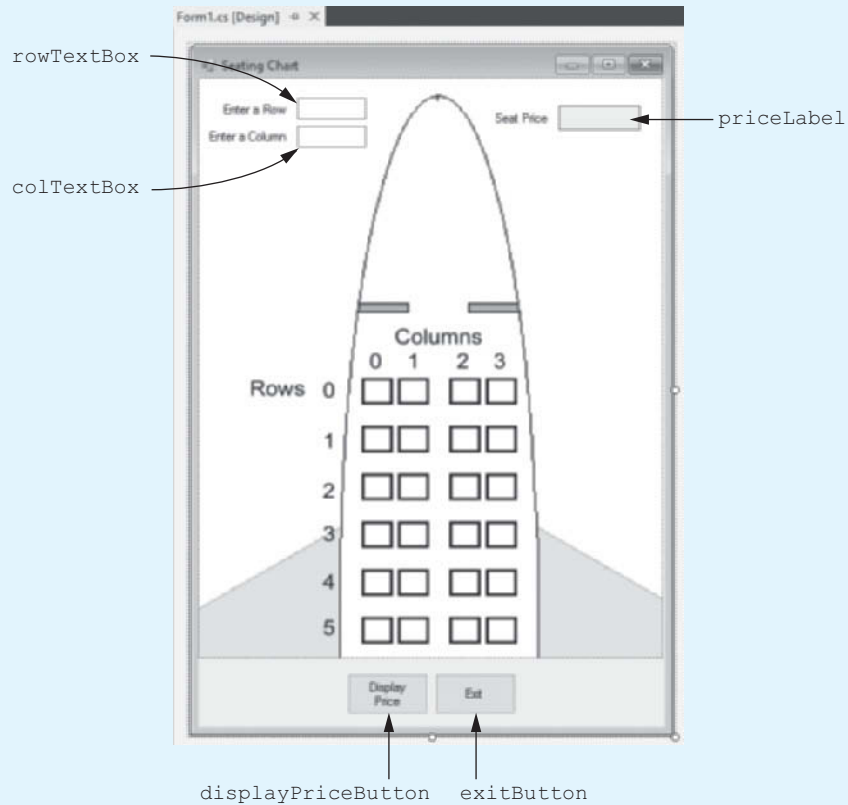 Form1.cs [Design]
Seating Chart
rowTextBox
Enter a Row
Enter a Column
colTextBox
Seat Price
priceLabel
Columns
0 1 2 3
Rows 0
1
2
3
4
5
Display
Price
Exit
displayPriceButton exitButton